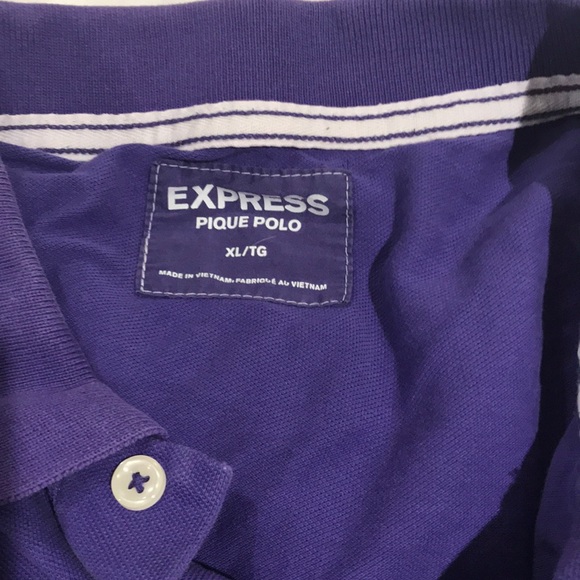 EXPRESS
PIQUE POLO
XL/TG
MADE IN VIETNAM. FABRIQUÉ AU VIETNAM